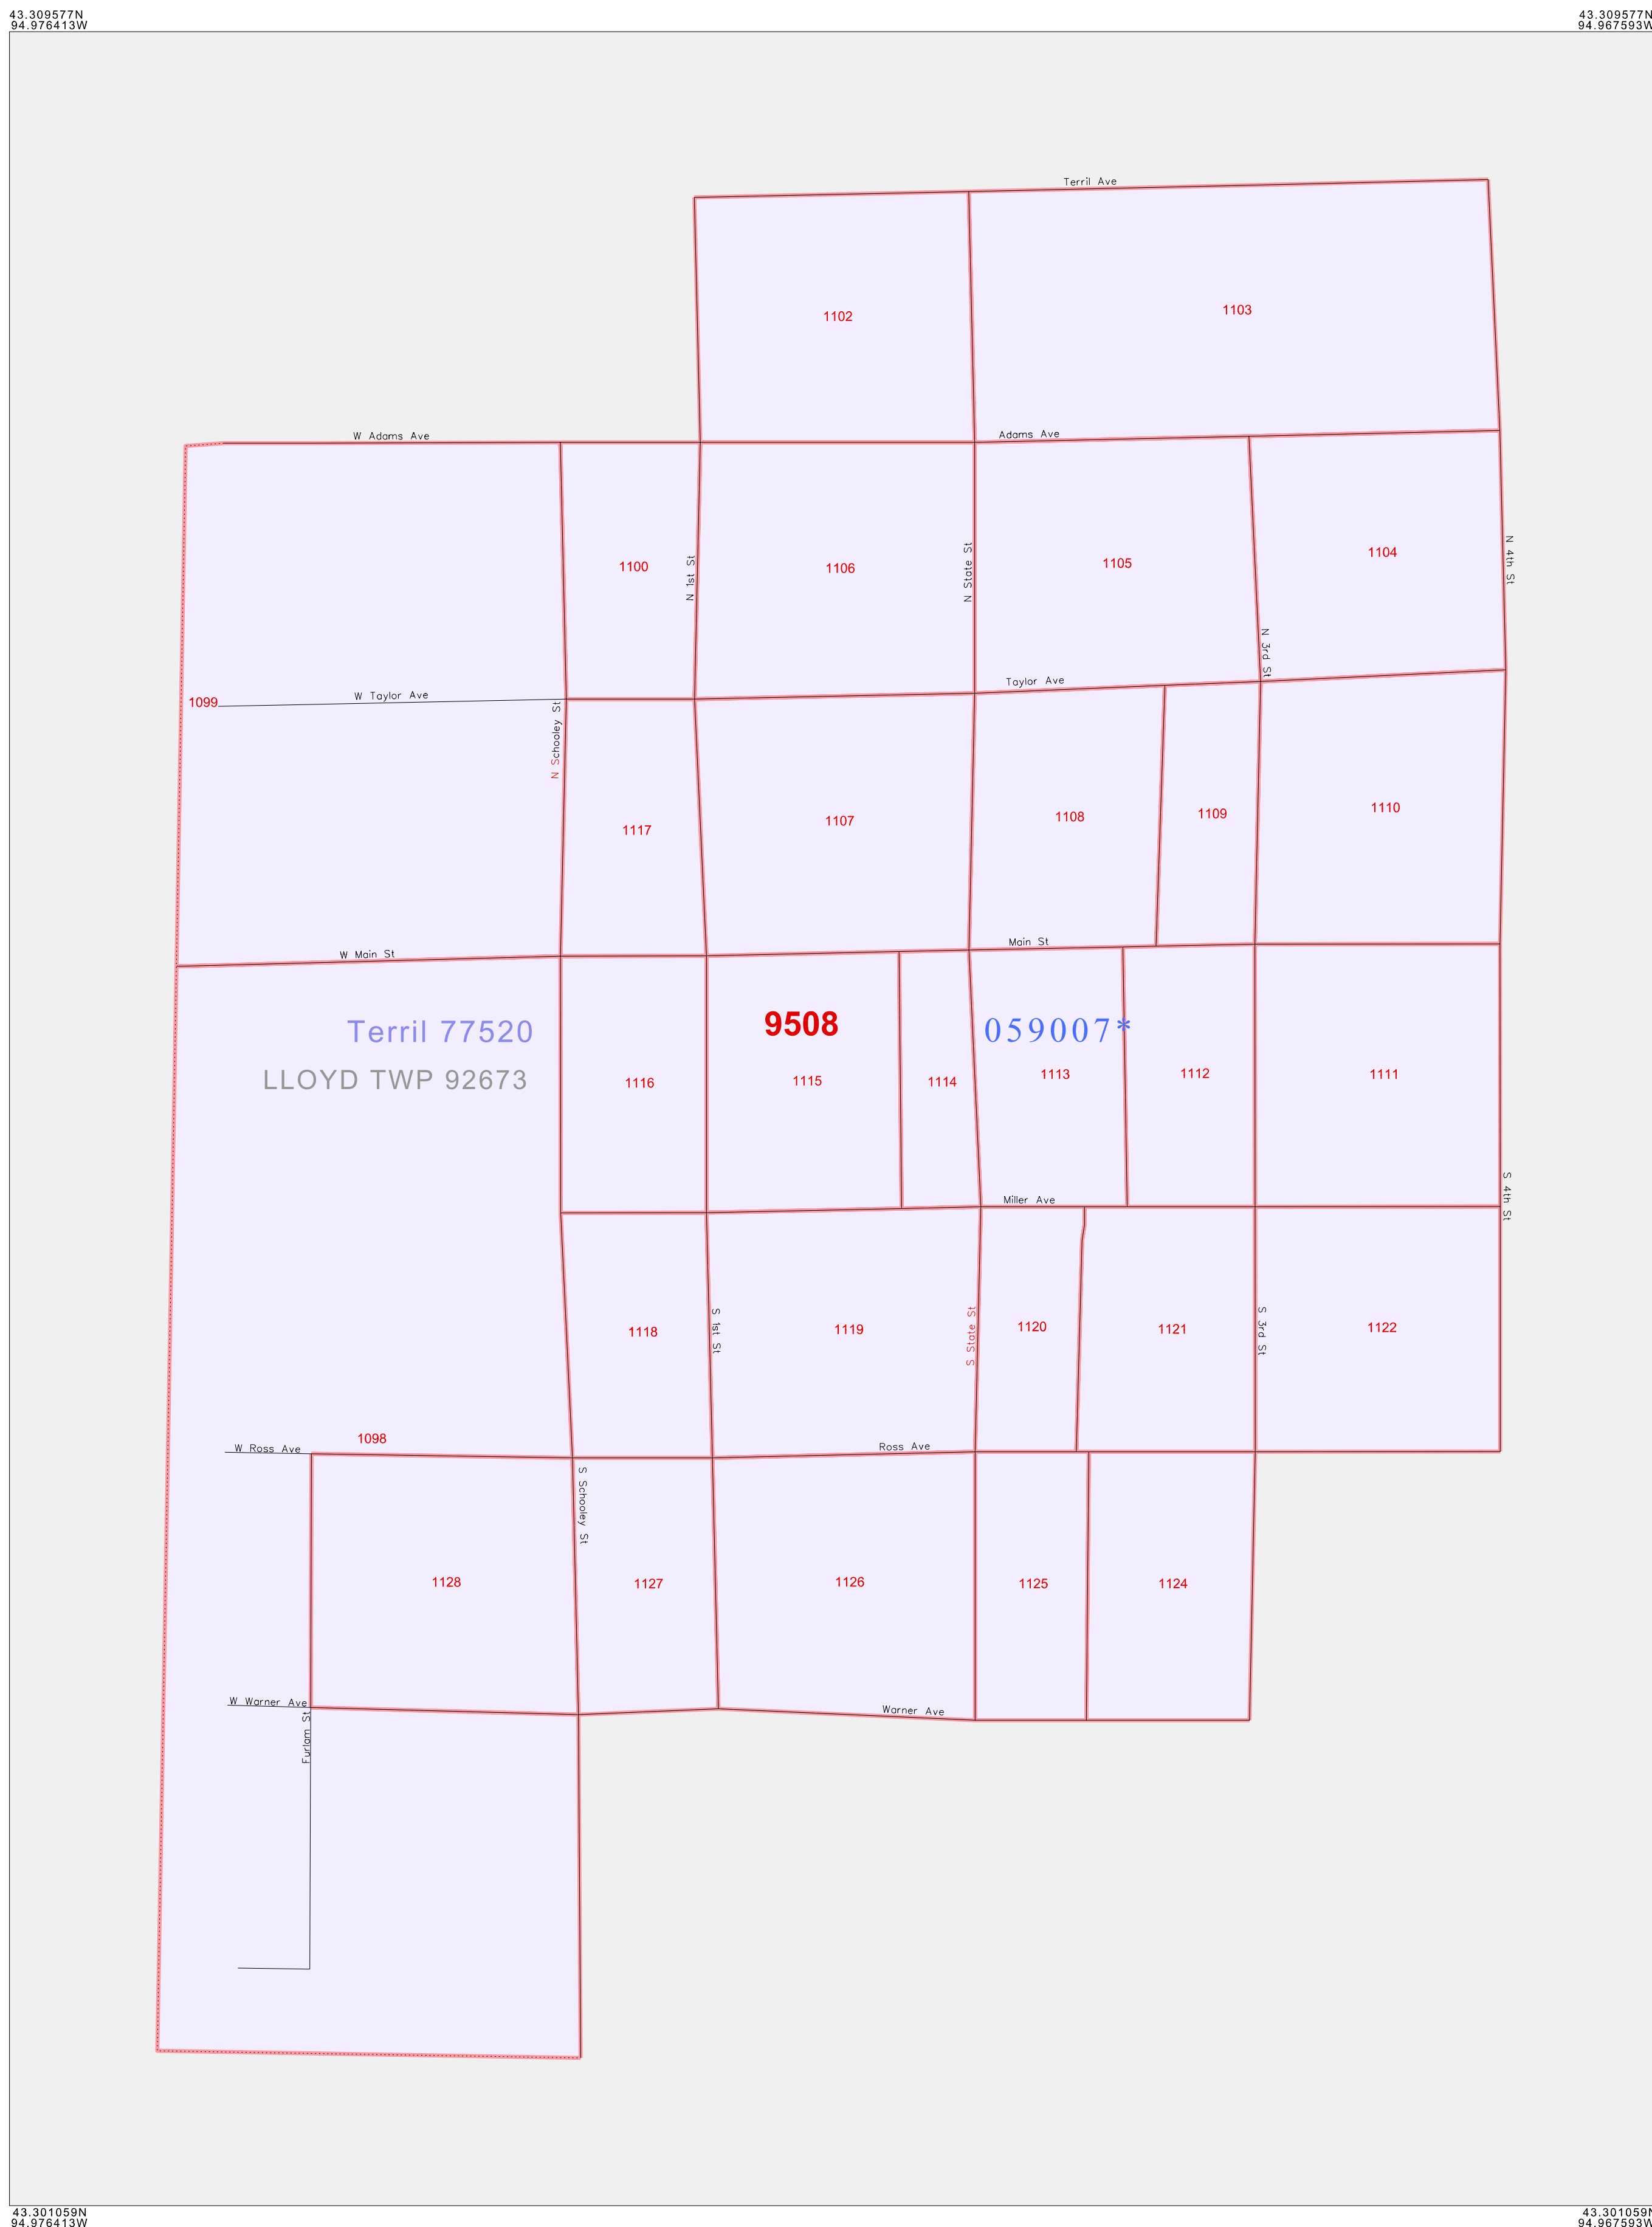 43.309577N
94.976413W
43.309577N
94.967593W
Terril Ave
1103
1102
W Adams Ave
Adams Ave
N 4th St
1104
1105
N State St
1106
N 1st St
1100
N 3rd St
Taylor Ave
W Taylor Ave
1099
N Schooley St
1110
1109
1108
1107
1117
Main St
W Main St
9508
059007*
Terril 77520
LLOYD TWP 92673
1116
1115
1114
1113
1112
1111
S 4th St
Miller Ave
S 1st St
S State St
S 3rd St
1118
1119
1120
1121
1122
1098
W Ross Ave
Ross Ave
S Schooley St
1128
1127
1126
1125
1124
W Warner Ave
Warner Ave
Furlam St
43.301059N
94.976413W
43.301059N
94.967593W